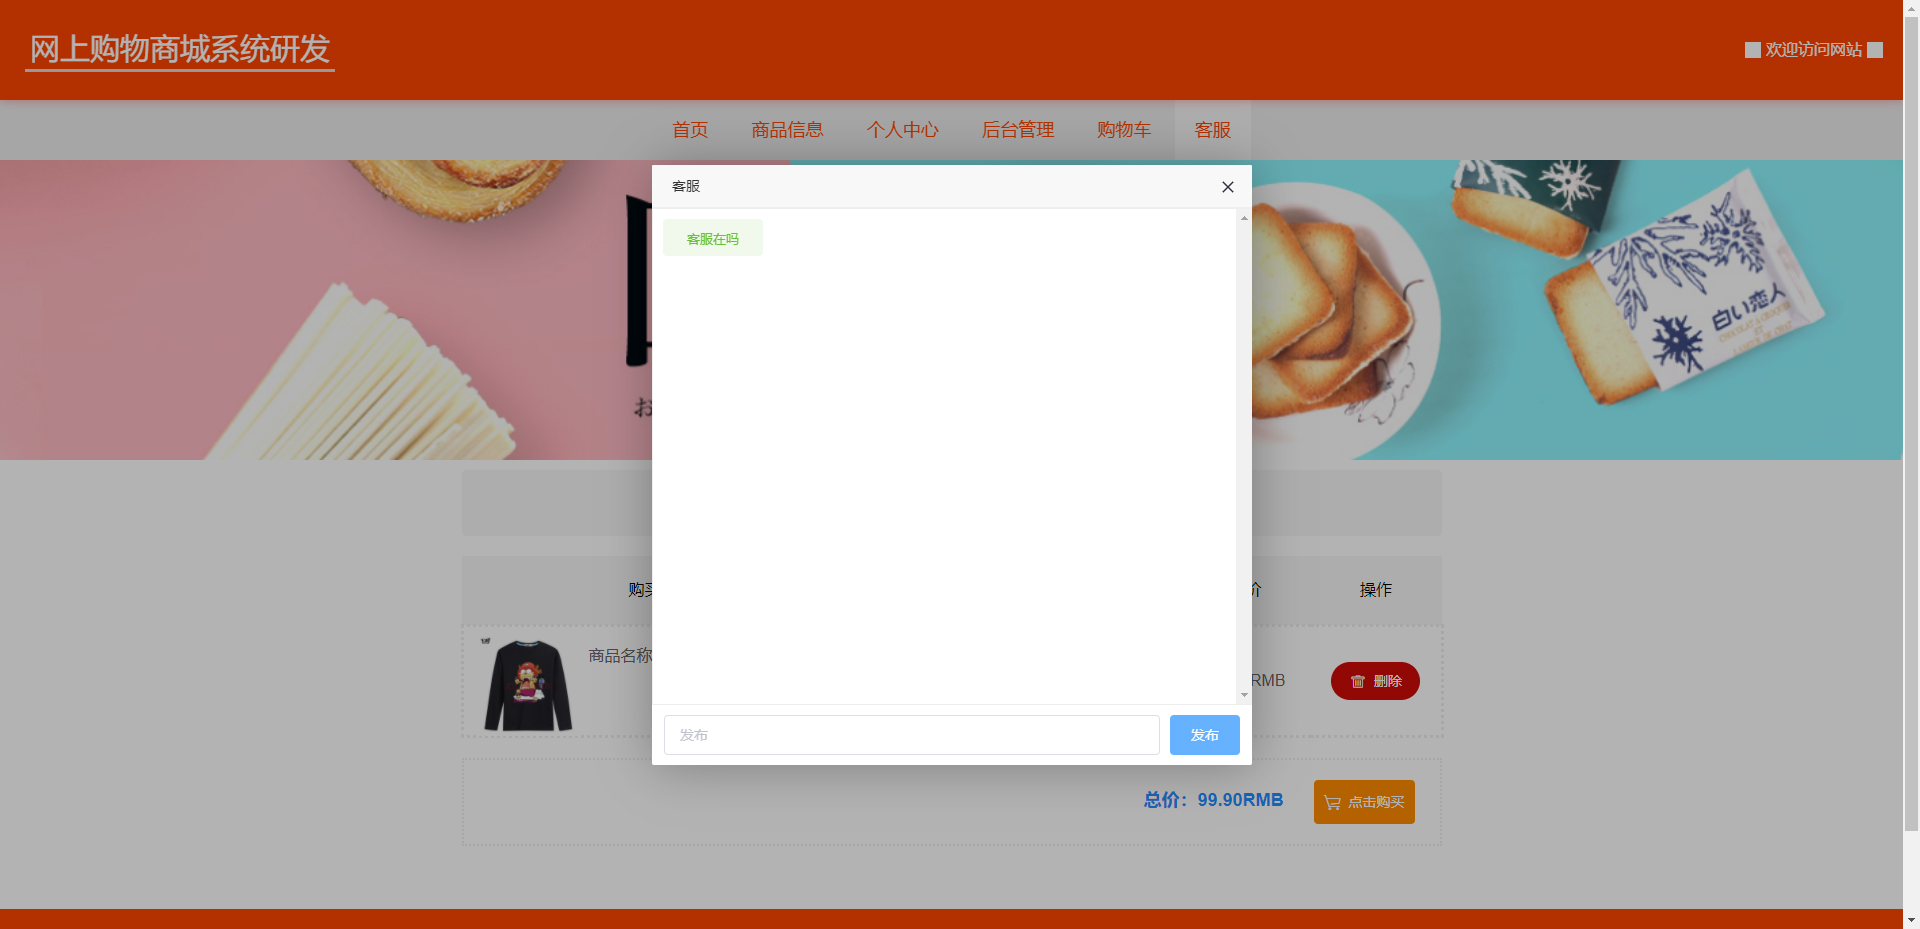 网上购物商城系统研发
欢迎访问网站
首页 商品信息 个人中心 后台管理 购物车 客服
客服
客服在吗
白い恋人
お
购买
价
操作
商品名称
RMB
删除
发布
发布
总价：99.90RMB
点击购买